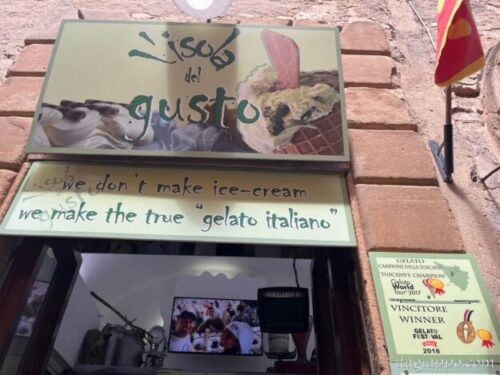 L'isola
del
gusto
we don't make ice-cream
we make the true "gelato italiano"
GELATO
CAMPIONE DELLA TOSCANA
TUSCANY'S CHAMPION
Gelato
World
Tour 2017
VINCITORE
WINNER
GELATO
FESTIVAL
2018